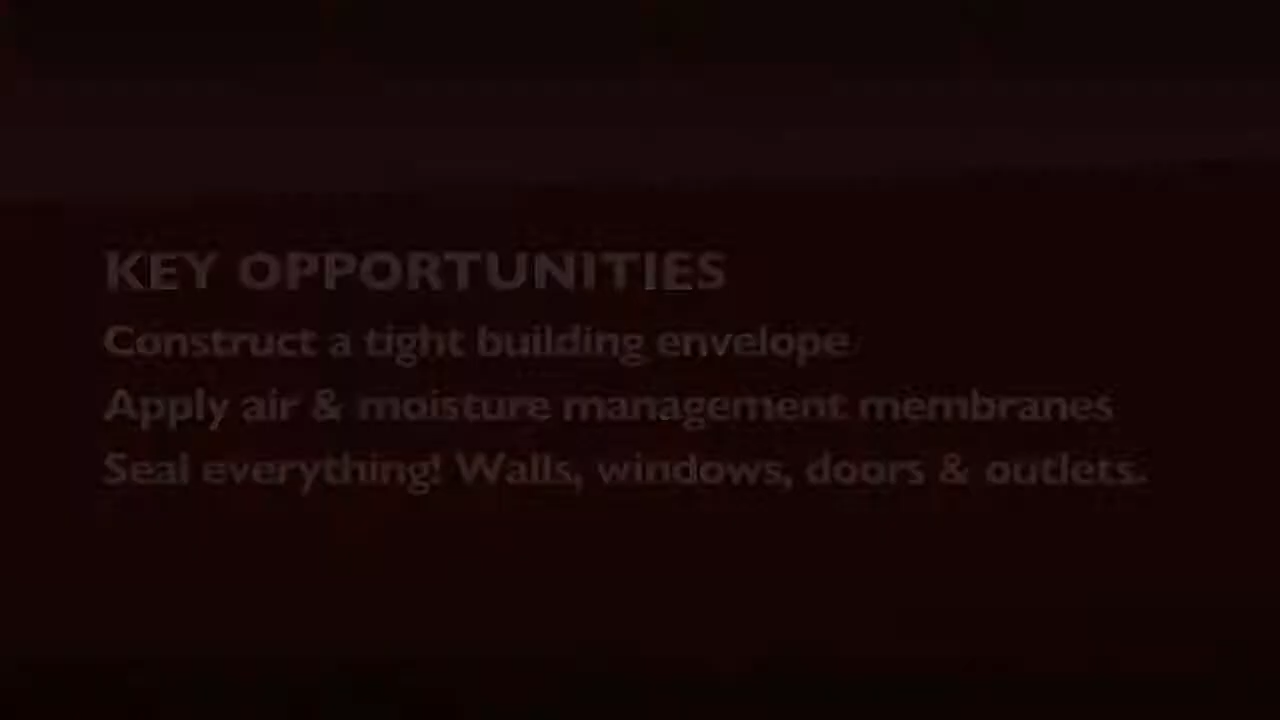 KEY OPPORTUNITIES
Construct a tight building envelope
Apply air & moisture management membranes
Seal everything! Walls, windows, doors & outlets.